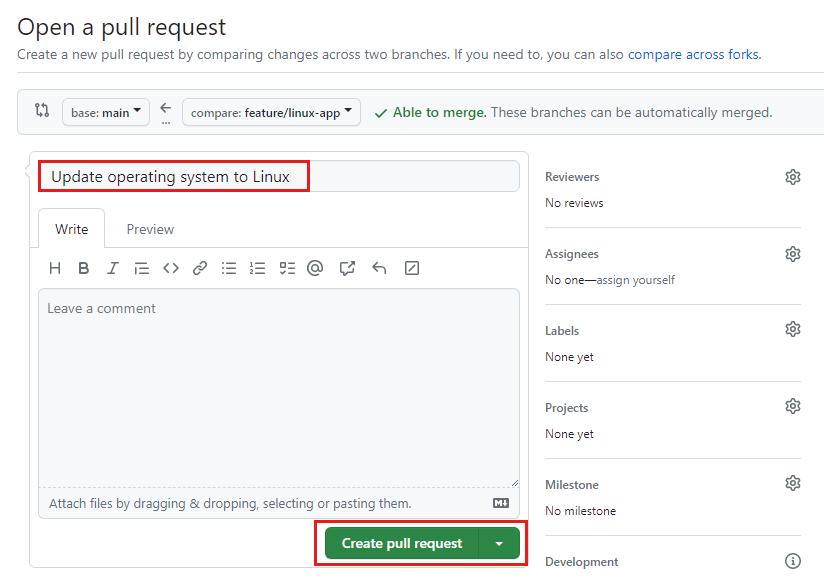 Open a pull request
Create a new pull request by comparing changes across two branches. If you need to, you can also compare across forks.
base: main
...
compare: feature/linux-app
Able to merge. These branches can be automatically merged.
Update operating system to Linux
Write
Preview
Leave a comment
Attach files by dragging & dropping, selecting or pasting them.
Create pull request
Reviewers
No reviews
Assignees
No one—assign yourself
Labels
None yet
Projects
None yet
Milestone
No milestone
Development